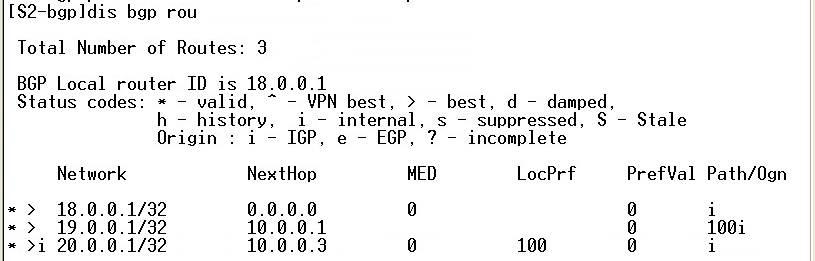 [S2-bgp]dis bgp rou
Total Number of Routes: 3
BGP Local router ID is 18.0.0.1
Status codes: * - valid, ^ - VPN best, > - best, d - damped,
h - history, i - internal, s - suppressed, S - Stale
Origin : i - IGP, e - EGP, ? - incomplete
Network NextHop MED LocPrf PrefVal Path/Ogn
* > 18.0.0.1/32 0.0.0.0 0 0 i
* > 19.0.0.1/32 10.0.0.1 0 100i
* >i 20.0.0.1/32 10.0.0.3 0 100 0 i